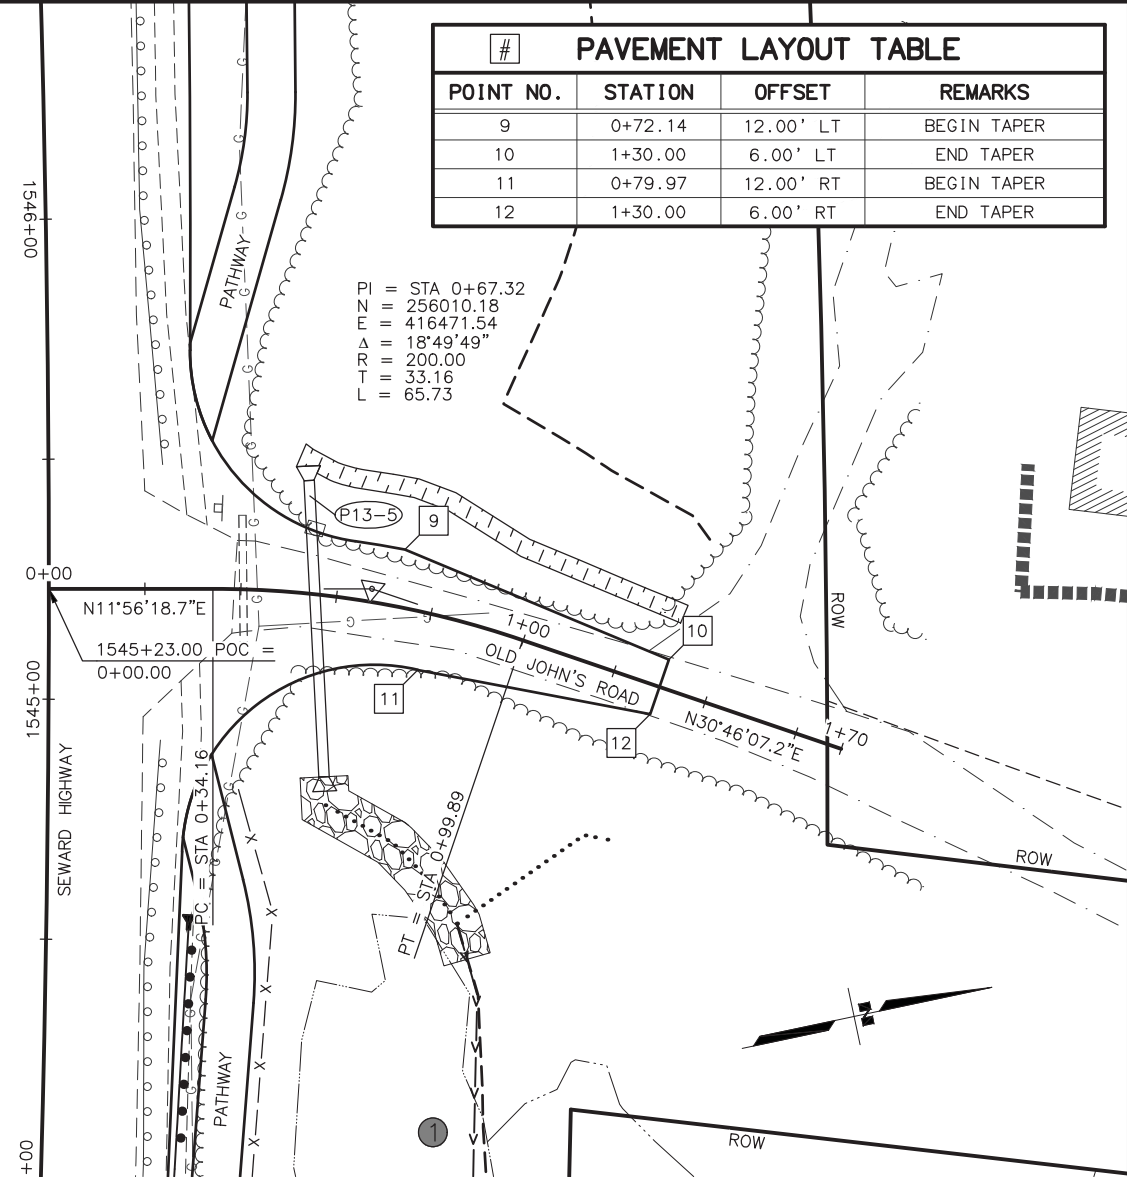 # PAVEMENT LAYOUT TABLE
POINT NO. STATION OFFSET REMARKS
9 0+72.14 12.00' LT BEGIN TAPER
10 1+30.00 6.00' LT END TAPER
11 0+79.97 12.00' RT BEGIN TAPER
12 1+30.00 6.00' RT END TAPER
1546+00
PATHWAY
G
G
G
G
G
G
PI = STA 0+67.32
N = 256010.18
E = 416471.54
Δ = 18°49'49"
R = 200.00
T = 33.16
L = 65.73
P13-5
9
0+00
N11°56'18.7"E
1545+23.00 POC =
0+00.00
G
G
G
G
1+00
OLD JOHN'S ROAD
10
11
12
ROW
N30°46'07.2"E
1+70
1545+00
SEWARD HIGHWAY
PC = STA 0+34.16
PT = STA 0+99.89
ROW
G
G
G
G
G
X
X
X
X
X
X
PATHWAY
N
1
ROW
+00